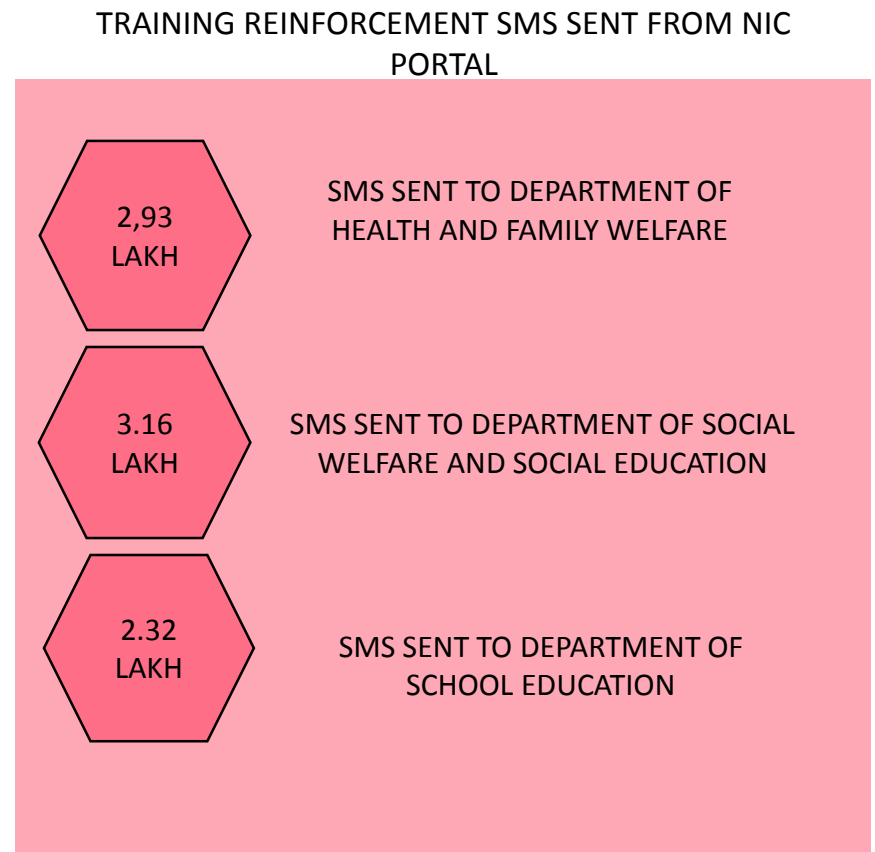 TRAINING REINFORCEMENT SMS SENT FROM NIC
PORTAL
2,93
LAKH
SMS SENT TO DEPARTMENT OF
HEALTH AND FAMILY WELFARE
3.16
LAKH
SMS SENT TO DEPARTMENT OF SOCIAL
WELFARE AND SOCIAL EDUCATION
2.32
LAKH
SMS SENT TO DEPARTMENT OF
SCHOOL EDUCATION